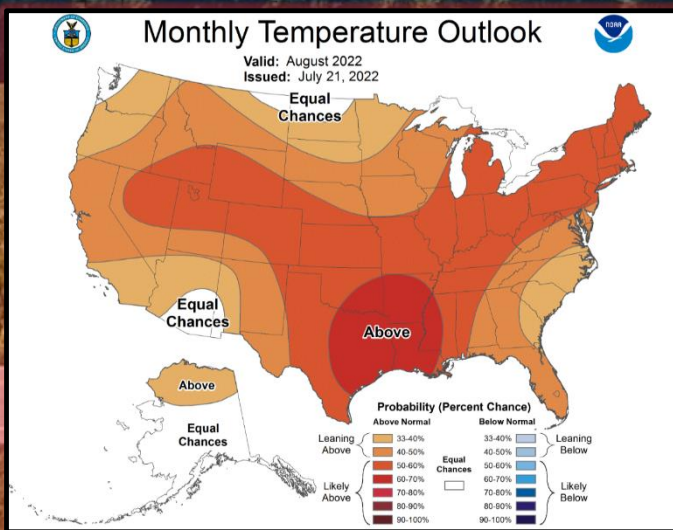 NOAA
Monthly Temperature Outlook
Valid: August 2022
Issued: July 21, 2022
Equal
Chances
Equal
Chances
Above
Above
Equal
Chances
Probability (Percent Chance)
Above Normal Below Normal
Leaning
Above
33-40%
40-50%
50-60%
Likely
Above
60-70%
70-80%
80-90%
90-100%
Equal
Chances
33-40%
40-50%
50-60%
60-70%
70-80%
80-90%
90-100%
Leaning
Below
Likely
Below